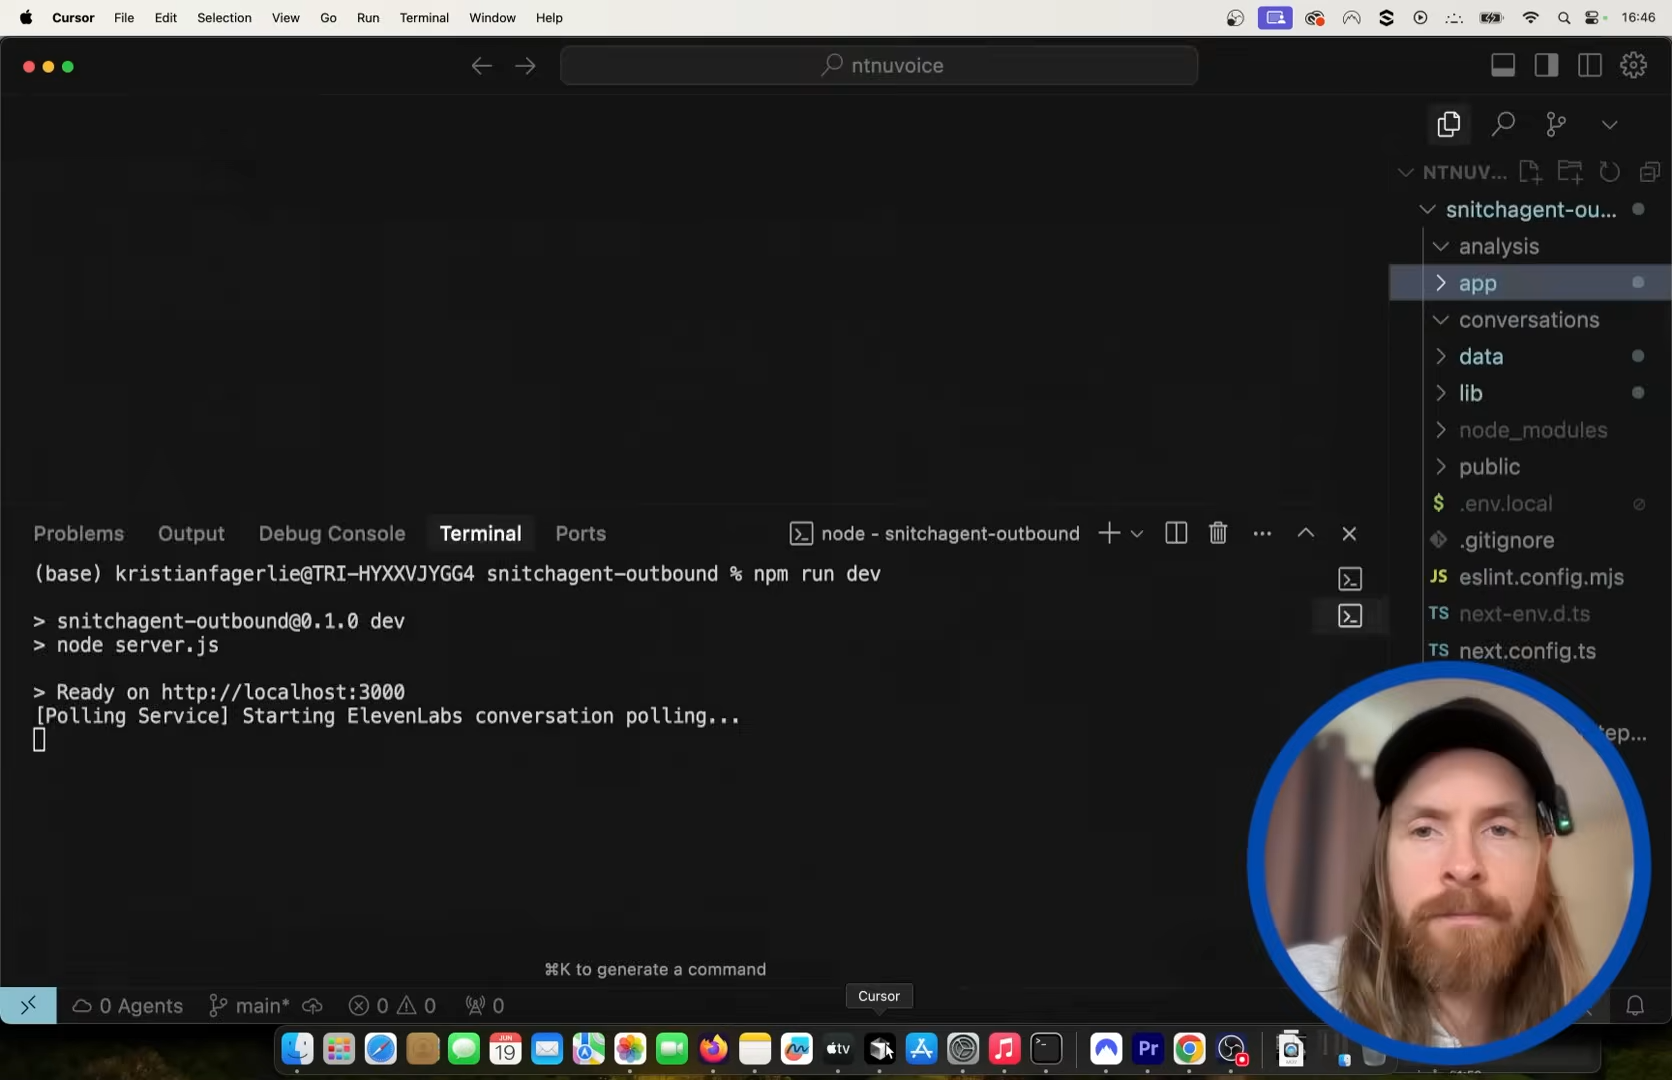 Cursor File Edit Selection View Go Run Terminal Window Help 16:46
ntnuvoice
NTNUV...
snitchagent-ou...
analysis
app
conversations
data
lib
node_modules
public
$ .env.local
.gitignore
JS eslint.config.mjs
TS next-env.d.ts
TS next.config.ts
tep...
Problems Output Debug Console Terminal Ports node - snitchagent-outbound
(base) kristianfagerlie@TRI-HYXXVJYGG4 snitchagent-outbound % npm run dev
> snitchagent-outbound@0.1.0 dev
> node server.js
> Ready on http://localhost:3000
[Polling Service] Starting ElevenLabs conversation polling...
⌘K to generate a command
0 Agents main* 0 0 0
Cursor
JUN
19
tv
Pr